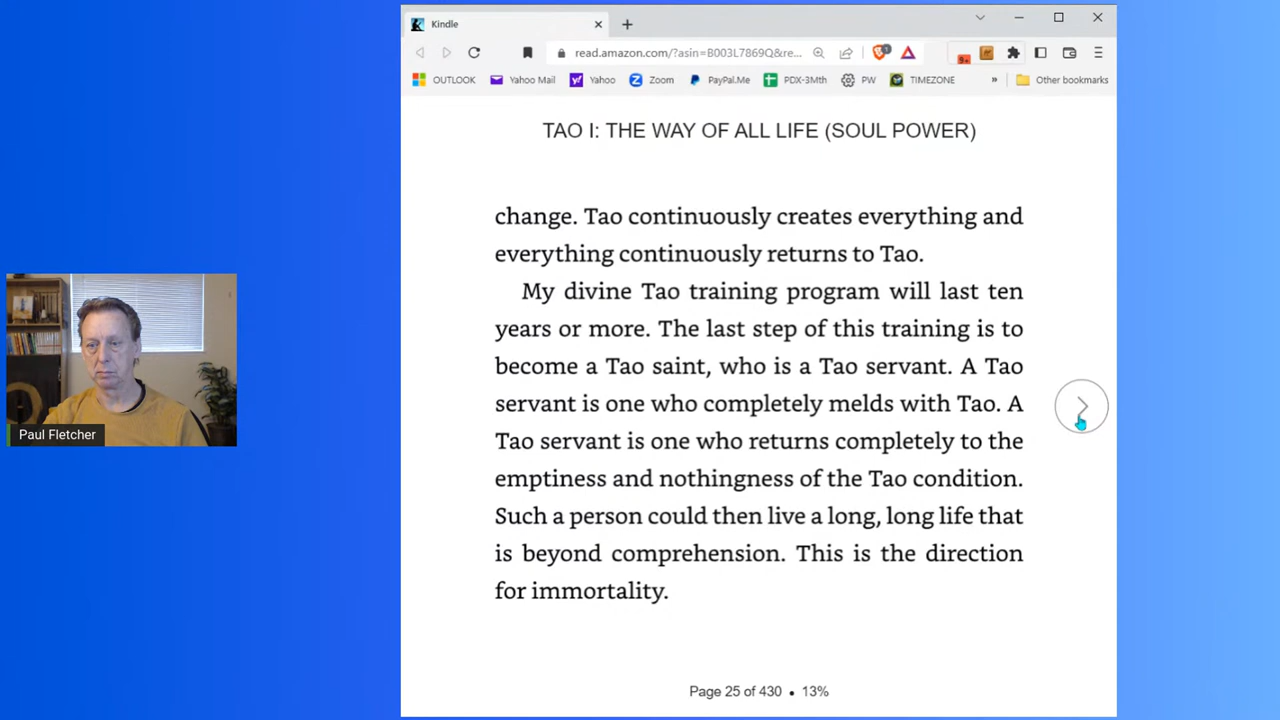 Kindle
read.amazon.com/?asin=B003L7869Q&re...
OUTLOOK Yahoo Mail Yahoo Zoom PayPal.Me PDX-3Mth PW TIMEZONE » Other bookmarks
TAO I: THE WAY OF ALL LIFE (SOUL POWER)
change. Tao continuously creates everything and
everything continuously returns to Tao.
My divine Tao training program will last ten
years or more. The last step of this training is to
become a Tao saint, who is a Tao servant. A Tao
servant is one who completely melds with Tao. A
Tao servant is one who returns completely to the
emptiness and nothingness of the Tao condition.
Such a person could then live a long, long life that
is beyond comprehension. This is the direction
for immortality.
Page 25 of 430 • 13%
Paul Fletcher